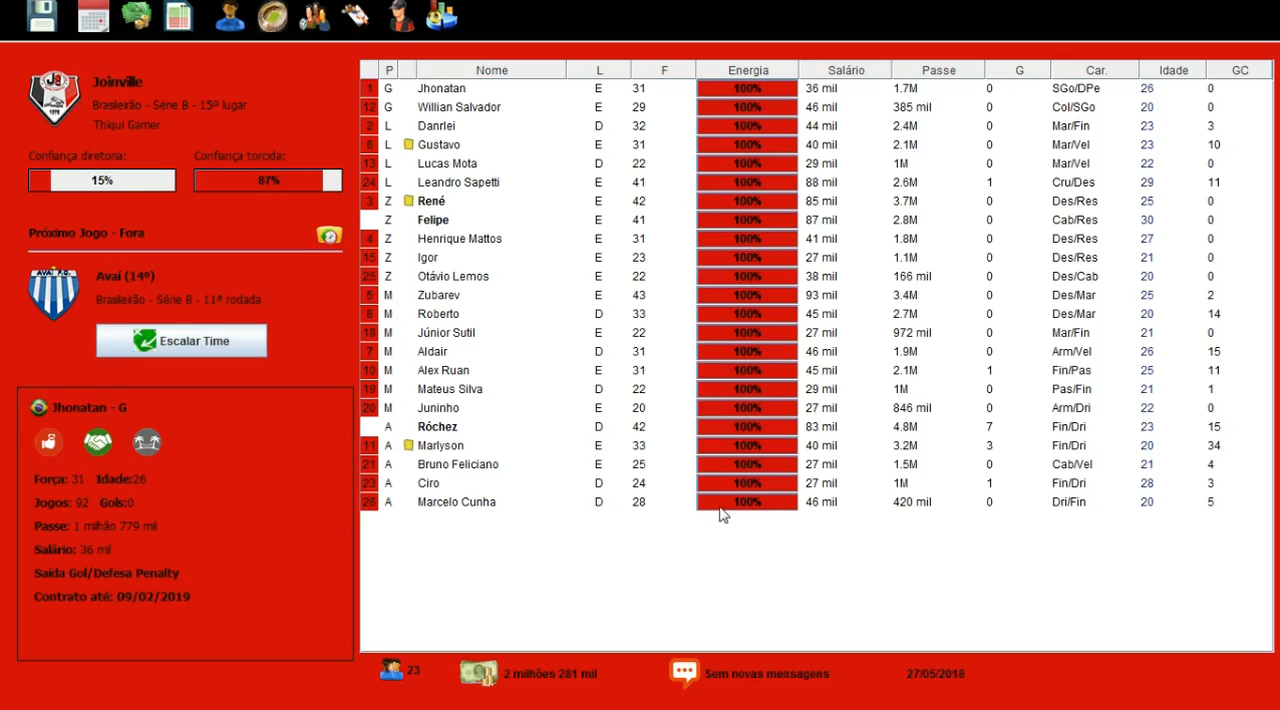 Joinville
Brasileirão - Série B - 15º lugar
Thiqui Gamer
Confiança diretoria: Confiança torcida:
15% 87%
Próximo Jogo - Fora
AVAÍ F.C.
Avaí (14º)
Brasileirão - Série B - 11ª rodada
Escalar Time
Jhonatan - G
Força: 31 Idade:26
Jogos: 92 Gols:0
Passe: 1 milhão 779 mil
Salário: 36 mil
Saída Gol/Defesa Penalty
Contrato até: 09/02/2019
P Nome L F Energia Salário Passe G Car. Idade GC
1 G Jhonatan E 31 100% 36 mil 1.7M 0 SGo/DPe 26 0
12 G Willian Salvador E 29 100% 46 mil 385 mil 0 Col/SGo 20 0
2 L Danrlei D 32 100% 44 mil 2.4M 0 Mar/Fin 23 3
6 L Gustavo E 31 100% 40 mil 2.1M 0 Mar/Vel 23 10
13 L Lucas Mota D 22 100% 29 mil 1M 0 Mar/Vel 22 0
24 L Leandro Sapetti E 41 100% 88 mil 2.6M 1 Cru/Des 29 11
3 Z René E 42 100% 85 mil 3.7M 0 Des/Res 25 0
Z Felipe E 41 100% 87 mil 2.8M 0 Cab/Res 30 0
4 Z Henrique Mattos E 31 100% 41 mil 1.8M 0 Des/Res 27 0
15 Z Igor E 23 100% 27 mil 1.1M 0 Des/Res 21 0
25 Z Otávio Lemos E 22 100% 38 mil 166 mil 0 Des/Cab 20 0
5 M Zubarev E 43 100% 93 mil 3.4M 0 Des/Mar 25 2
8 M Roberto D 33 100% 45 mil 2.7M 0 Des/Mar 20 14
18 M Júnior Sutil E 22 100% 27 mil 972 mil 0 Mar/Fin 21 0
7 M Aldair D 31 100% 46 mil 1.9M 0 Arm/Vel 26 15
10 M Alex Ruan E 31 100% 45 mil 2.1M 1 Fin/Pas 25 11
19 M Mateus Silva D 22 100% 29 mil 1M 0 Pas/Fin 21 1
20 M Juninho E 20 100% 27 mil 846 mil 0 Arm/Dri 22 0
A Róchez D 42 100% 83 mil 4.8M 7 Fin/Dri 23 15
11 A Marlyson E 33 100% 40 mil 3.2M 3 Fin/Dri 20 34
21 A Bruno Feliciano E 25 100% 27 mil 1.5M 0 Cab/Vel 21 4
23 A Ciro D 24 100% 27 mil 1M 1 Fin/Dri 28 3
26 A Marcelo Cunha D 28 100% 46 mil 420 mil 0 Dri/Fin 20 5
23 2 milhões 281 mil Sem novas mensagens 27/05/2018